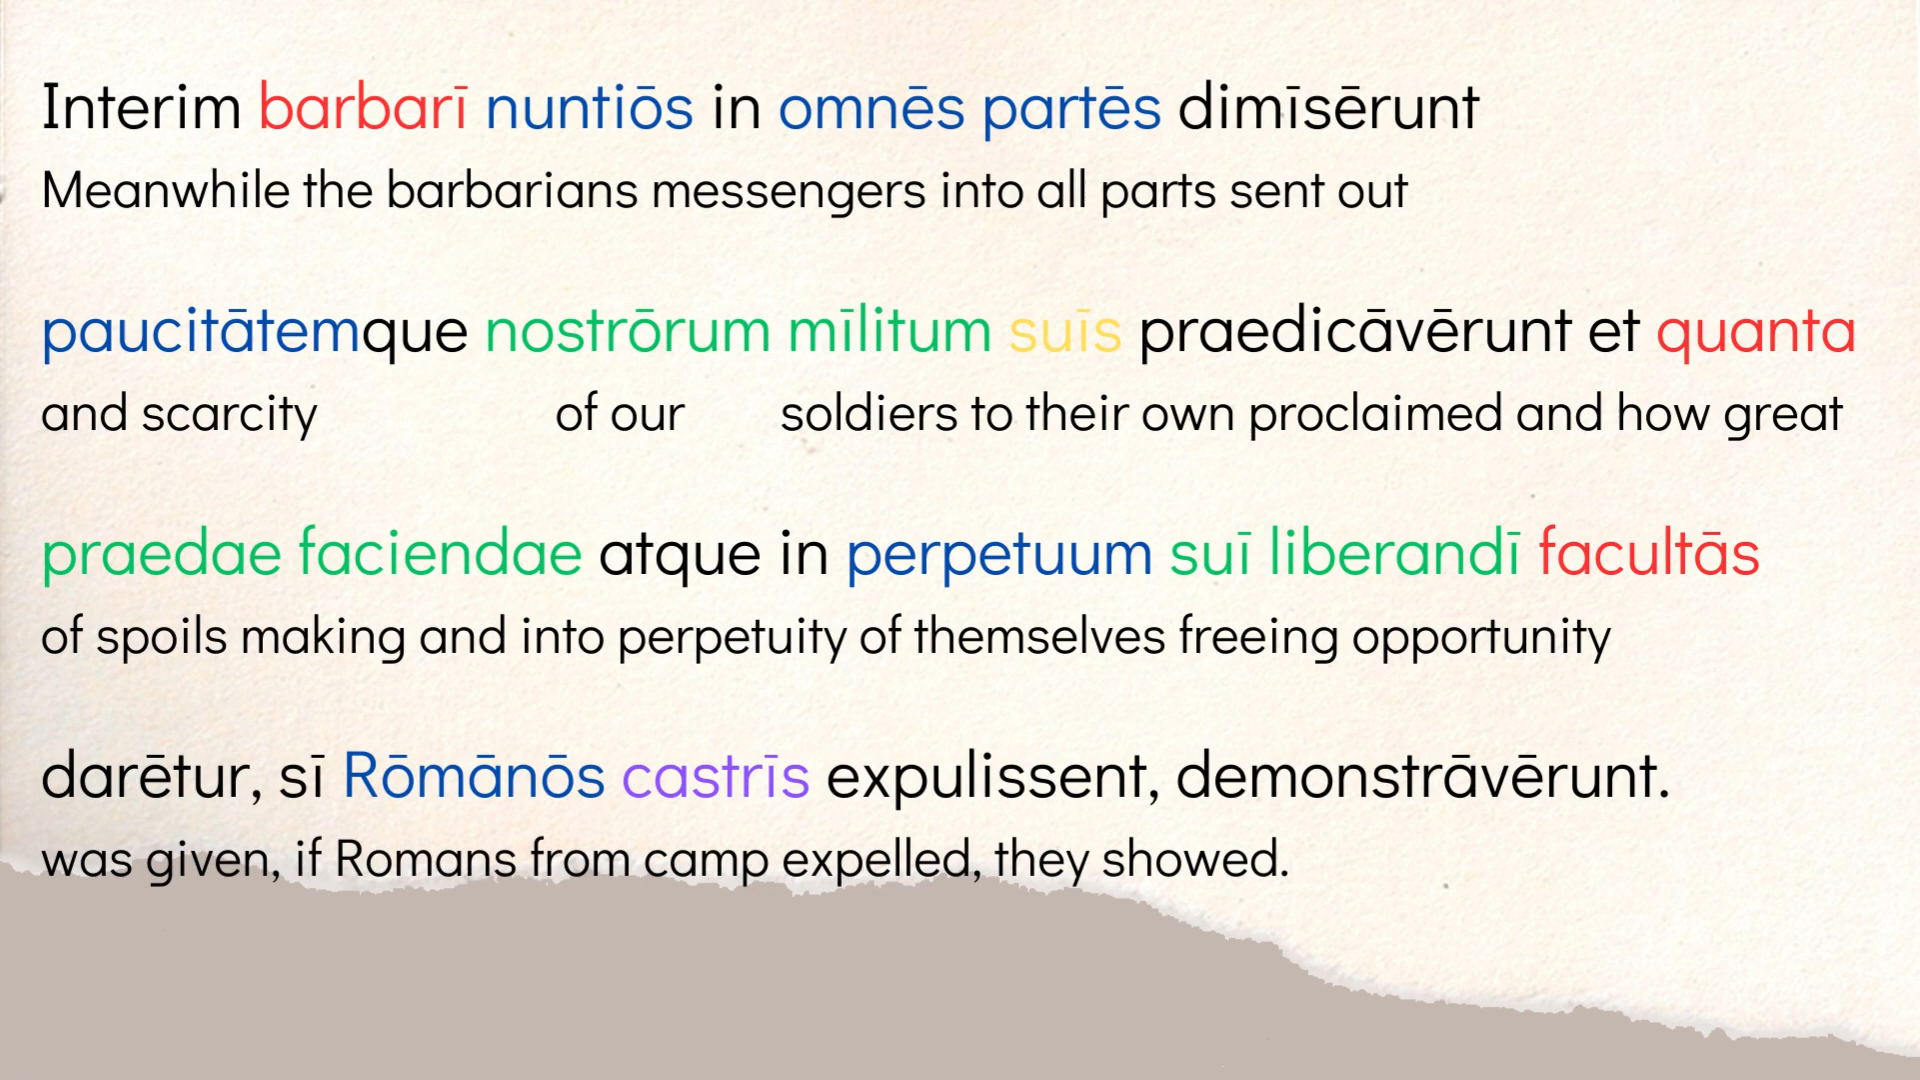 Interim barbarī nuntiōs in omnēs partēs dimīsērunt
Meanwhile the barbarians messengers into all parts sent out
paucitātemque nostrōrum mīlitum suīs praedicāvērunt et quanta
and scarcity of our soldiers to their own proclaimed and how great
praedae faciendae atque in perpetuum suī liberandī facultās
of spoils making and into perpetuity of themselves freeing opportunity
darētur, sī Rōmānōs castrīs expulissent, demonstrāvērunt.
was given, if Romans from camp expelled, they showed.